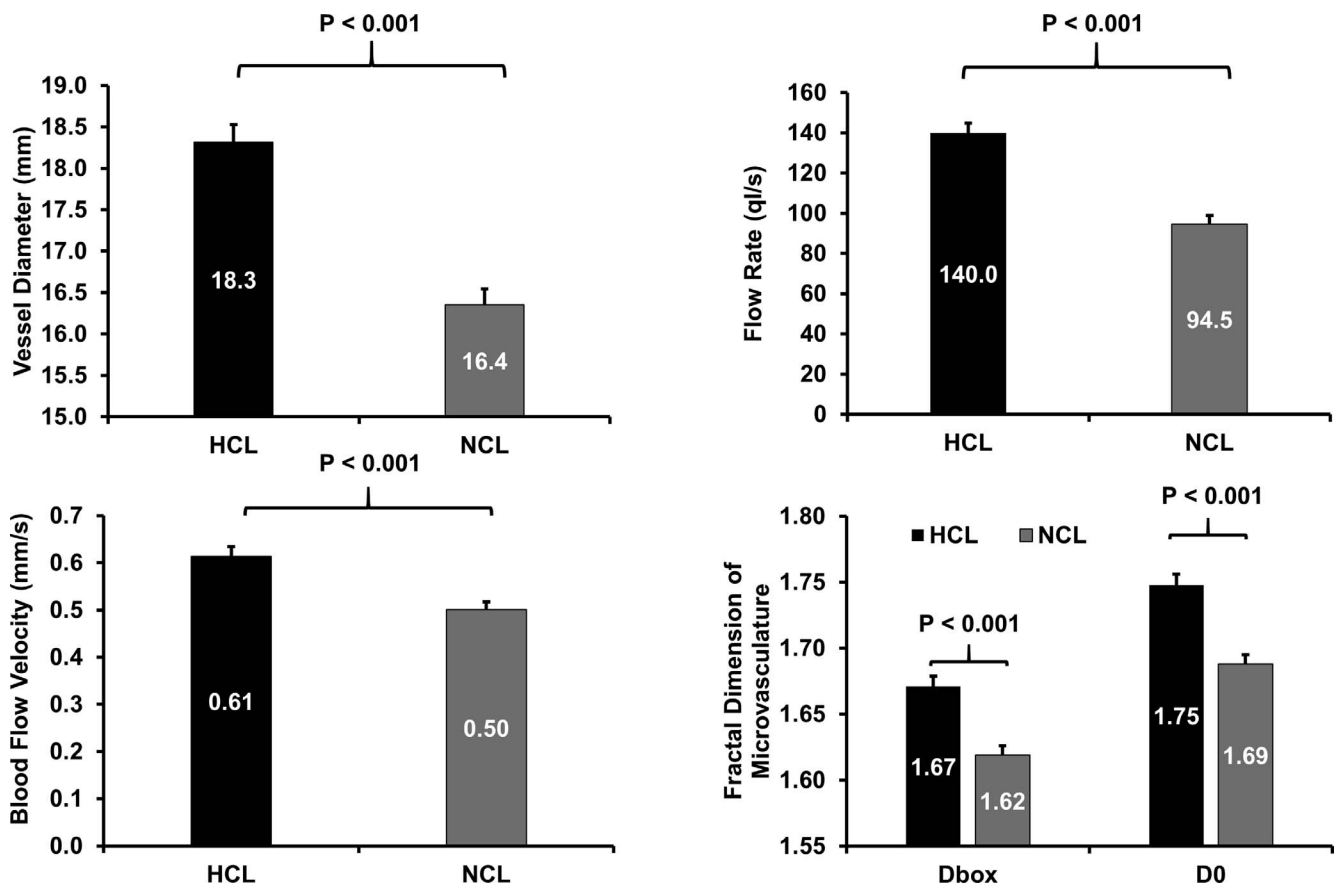 P < 0.001
Vessel Diameter (mm)
19.0
18.5
18.0
17.5
17.0
16.5
16.0
15.5
15.0
18.3
16.4
HCL NCL
P < 0.001
Flow Rate (ql/s)
160
140
120
100
80
60
40
20
0
140.0
94.5
HCL NCL
P < 0.001
Blood Flow Velocity (mm/s)
0.7
0.6
0.5
0.4
0.3
0.2
0.1
0.0
0.61
0.50
HCL NCL
Fractal Dimension of
Microvasculature
1.80
1.75
1.70
1.65
1.60
1.55
HCL NCL
P < 0.001
P < 0.001
1.67
1.62
1.75
1.69
Dbox D0